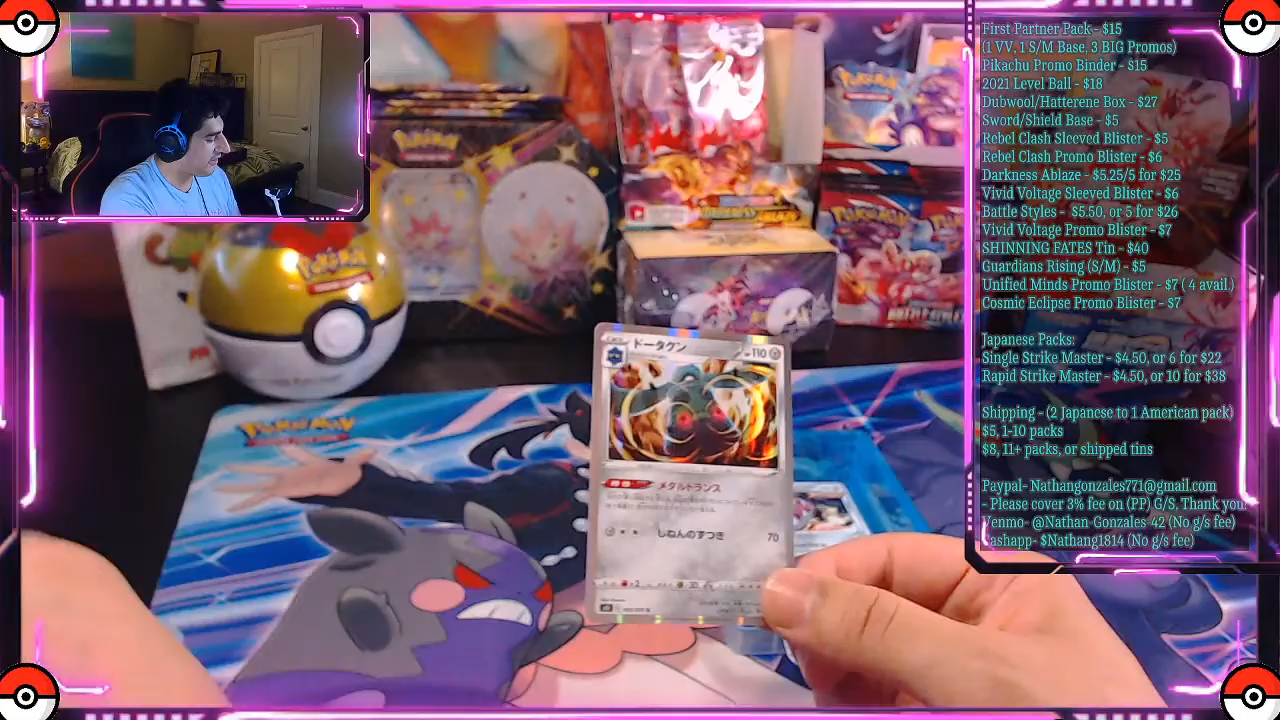 First Partner Pack - $15
(1 VV, 1 S/M Base, 3 BIG Promos)
Pikachu Promo Binder - $15
2021 Level Ball - $18
Dubwool/Hatterene Box - $27
Sword/Shield Base - $5
Rebel Clash Sleeved Blister - $5
Rebel Clash Promo Blister - $6
Darkness Ablaze - $5.25/5 for $25
Vivid Voltage Sleeved Blister - $6
Battle Styles - $5.50, or 5 for $26
Vivid Voltage Promo Blister - $7
SHINNING FATES Tin - $40
Guardians Rising (S/M) - $5
Unified Minds Promo Blister - $7 ( 4 avail.)
Cosmic Eclipse Promo Blister - $7
Japanese Packs:
Single Strike Master - $4.50, or 6 for $22
Rapid Strike Master - $4.50, or 10 for $38
Shipping - (2 Japanese to 1 American pack)
$5, 1-10 packs
$8, 11+ packs, or shipped tins
Paypal- Nathangonzales771@gmail.com
- Please cover 3% fee on (PP) G/S, Thank you
Venmo- @Nathan-Gonzales-42 (No g/s fee)
ashapp- $Nathang1814 (No g/s fee)
Pokémon
Pokémon
Pokémon
Pokémon
POKÉMON
ドータクン
110
メタルトランス
しねんのずつき 70